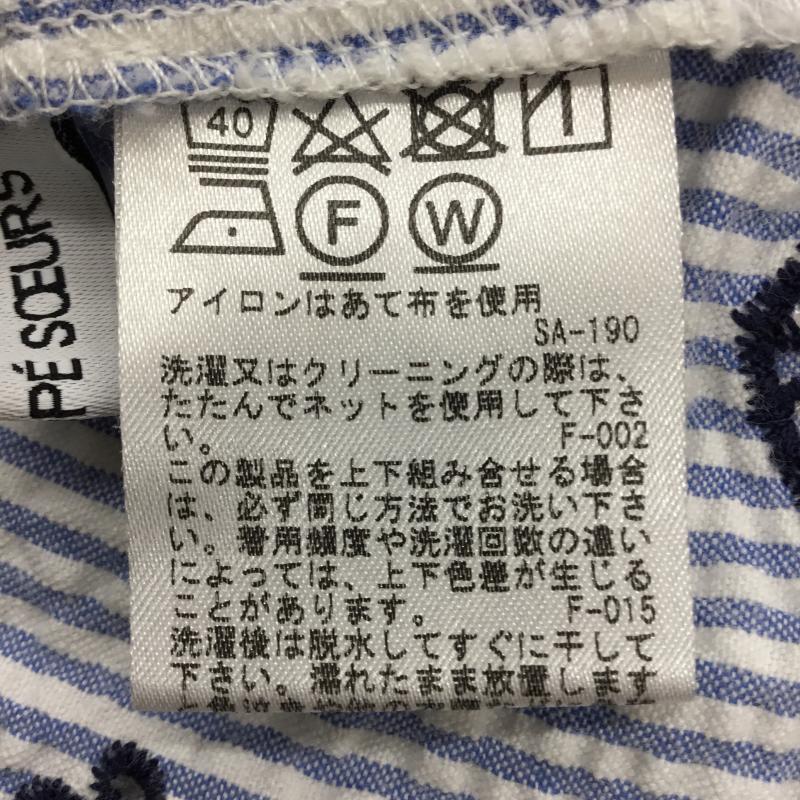 40
F
W
アイロンはあて布を使用
SA-190
洗濯又はクリーニングの際は、
たたんでネットを使用して下さ
い。 F-002
この製品を上下組み合せる場合
は、必ず同じ方法でお洗い下さ
い。着用頻度や洗濯回数の違い
によっては、上下色差が生じる
ことがあります。 F-015
洗濯後は脱水してすぐに干して
下さい。濡れたまま放置します
PÉ SŒURS